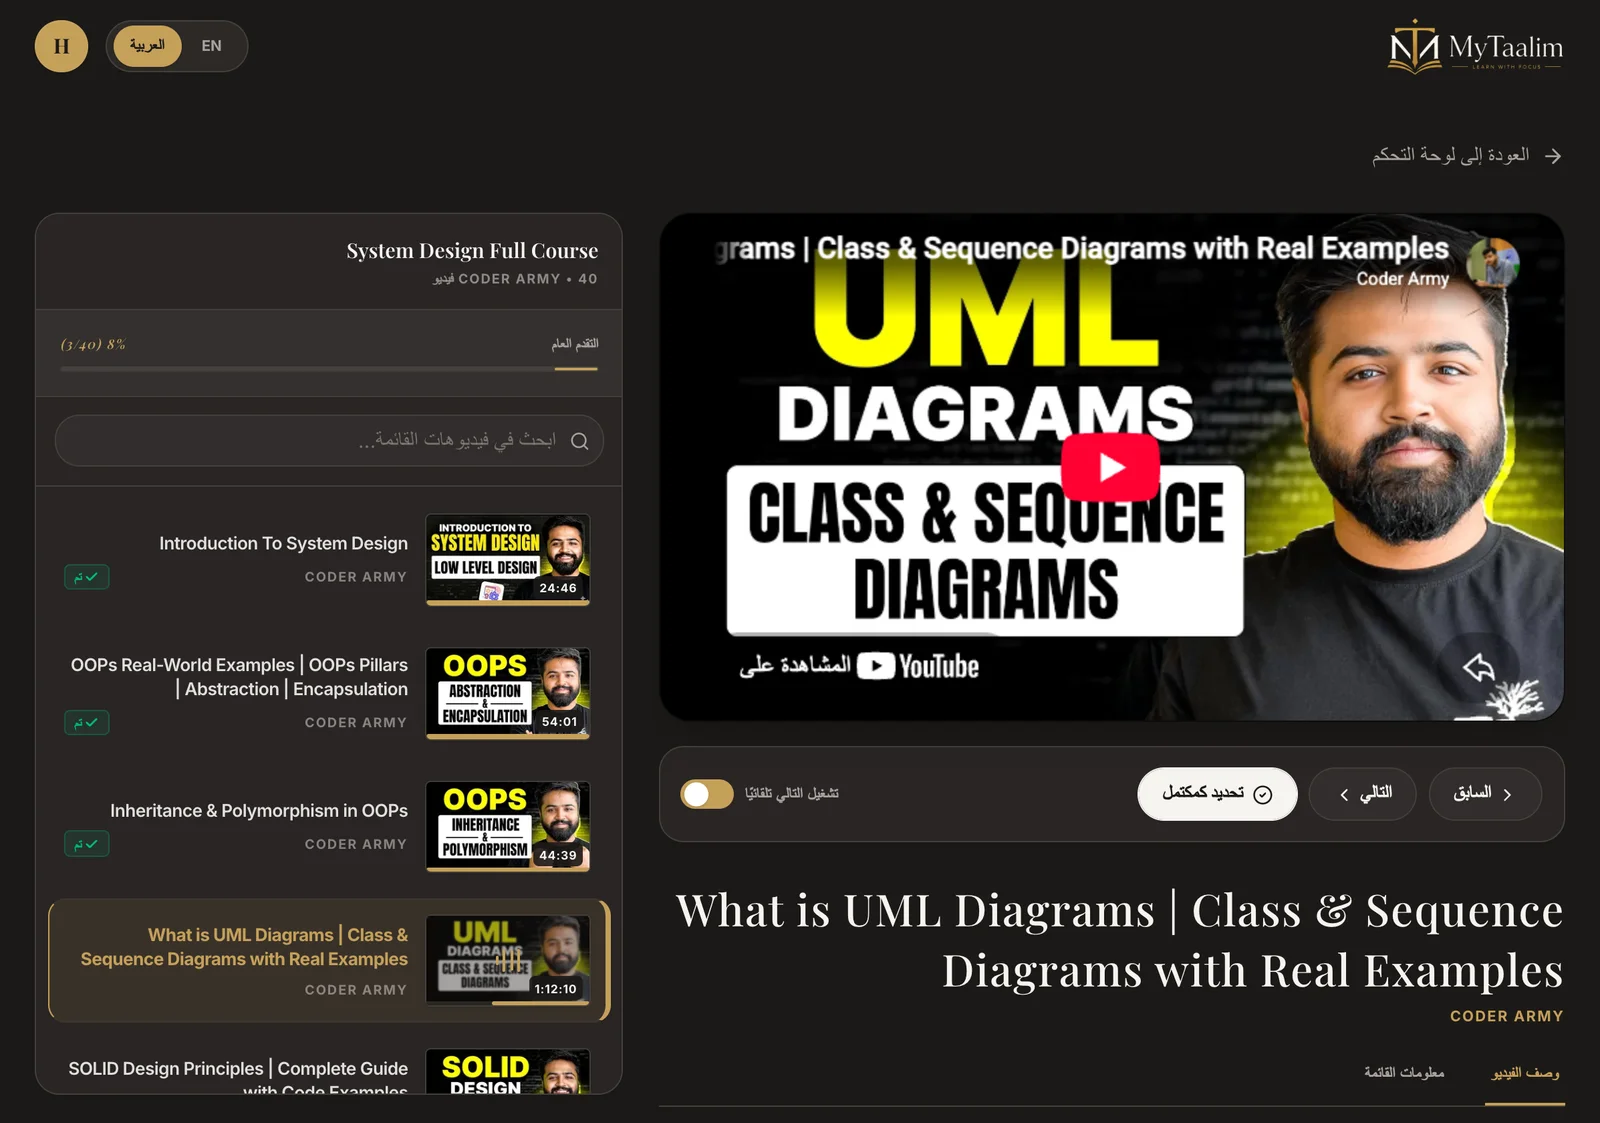 MyTaalim
LEARN WITH FOCUS
EN
العربية
H
العودة إلى لوحة التحكم
grams | Class & Sequence Diagrams with Real Examples
Coder Army
UML
DIAGRAMS
CLASS & SEQUENCE
DIAGRAMS
المشاهدة على YouTube
السابق
التالي
تحديد كمكتمل
تشغيل التالي تلقائيًا
What is UML Diagrams | Class & Sequence
Diagrams with Real Examples
CODER ARMY
وصف الفيديو
معلومات القائمة
System Design Full Course
CODER ARMY • 40 فيديو
التقدم العام
(3/40) 8%
ابحث في فيديوهات القائمة...
INTRODUCTION TO
SYSTEM DESIGN
LOW LEVEL DESIGN
24:46
Introduction To System Design
CODER ARMY
تم
OOPS
ABSTRACTION
&
ENCAPSULATION
54:01
OOPs Real-World Examples | OOPs Pillars
| Abstraction | Encapsulation
CODER ARMY
تم
OOPS
INHERITANCE
&
POLYMORPHISM
44:39
Inheritance & Polymorphism in OOPs
CODER ARMY
تم
UML
DIAGRAMS
CLASS & SEQUENCE
DIAGRAMS
1:12:10
What is UML Diagrams | Class &
Sequence Diagrams with Real Examples
CODER ARMY
SOLID
DESIGN
SOLID Design Principles | Complete Guide
with Code Examples